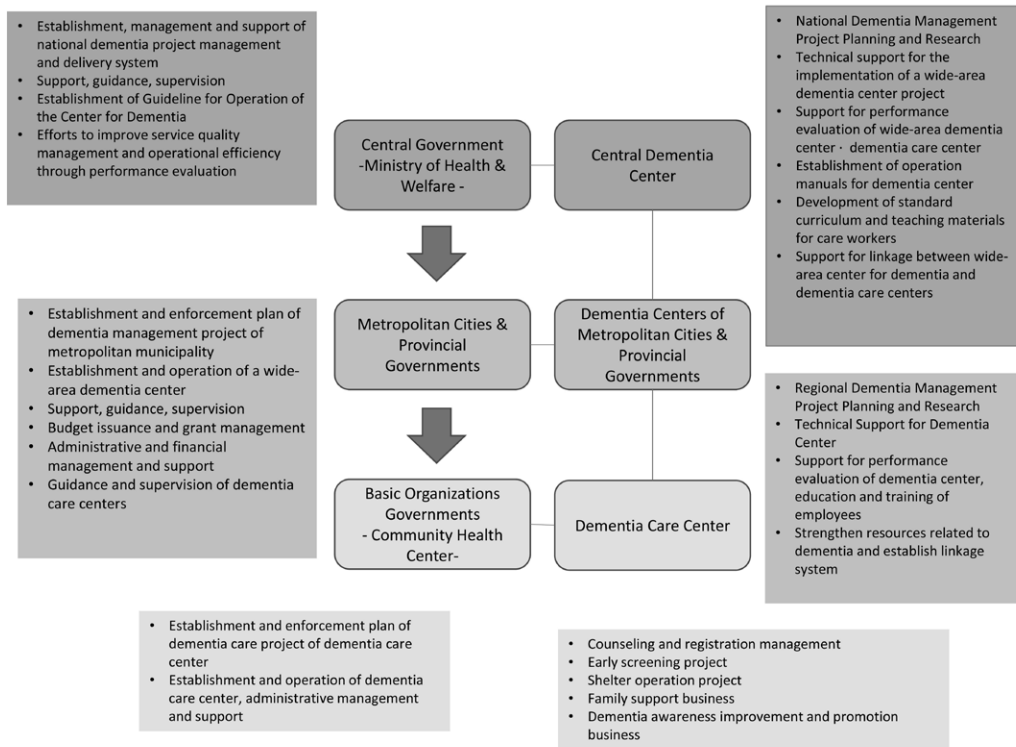 • Establishment, management and support of
national dementia project management
and delivery system
• Support, guidance, supervision
• Establishment of Guideline for Operation of
the Center for Dementia
• Efforts to improve service quality
management and operational efficiency
through performance evaluation
Central Government
-Ministry of Health &
Welfare -
Central Dementia
Center
• National Dementia Management
Project Planning and Research
• Technical support for the
implementation of a wide-area
dementia center project
• Support for performance
evaluation of wide-area dementia
center · dementia care center
• Establishment of operation
manuals for dementia center
• Development of standard
curriculum and teaching materials
for care workers
• Support for linkage between wide-
area center for dementia and
dementia care centers
• Establishment and enforcement plan of
dementia management project of
metropolitan municipality
• Establishment and operation of a wide-
area dementia center
• Support, guidance, supervision
• Budget issuance and grant management
• Administrative and financial
management and support
• Guidance and supervision of dementia
care centers
Metropolitan Cities &
Provincial
Governments
Dementia Centers of
Metropolitan Cities &
Provincial
Governments
• Regional Dementia Management
Project Planning and Research
• Technical Support for Dementia
Center
• Support for performance
evaluation of dementia center,
education and training of
employees
• Strengthen resources related to
dementia and establish linkage
system
Basic Organizations
Governments
- Community Health
Center-
Dementia Care Center
• Establishment and enforcement plan of
dementia care project of dementia care
center
• Establishment and operation of dementia
care center, administrative management
and support
• Counseling and registration management
• Early screening project
• Shelter operation project
• Family support business
• Dementia awareness improvement and promotion
business